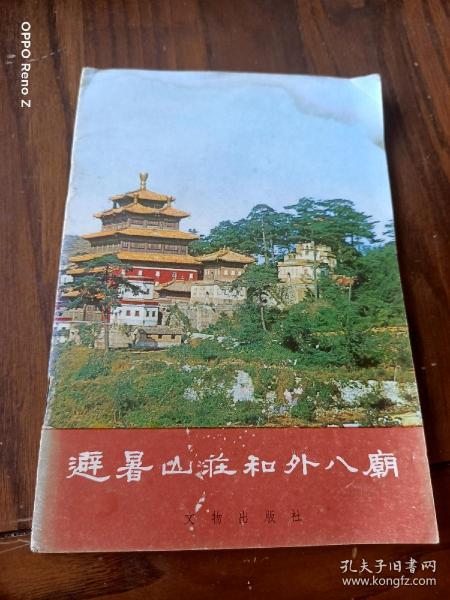 OPPO Reno Z
避暑山莊和外八廟
文物出版社
孔夫子旧书网
www.kongfz.com